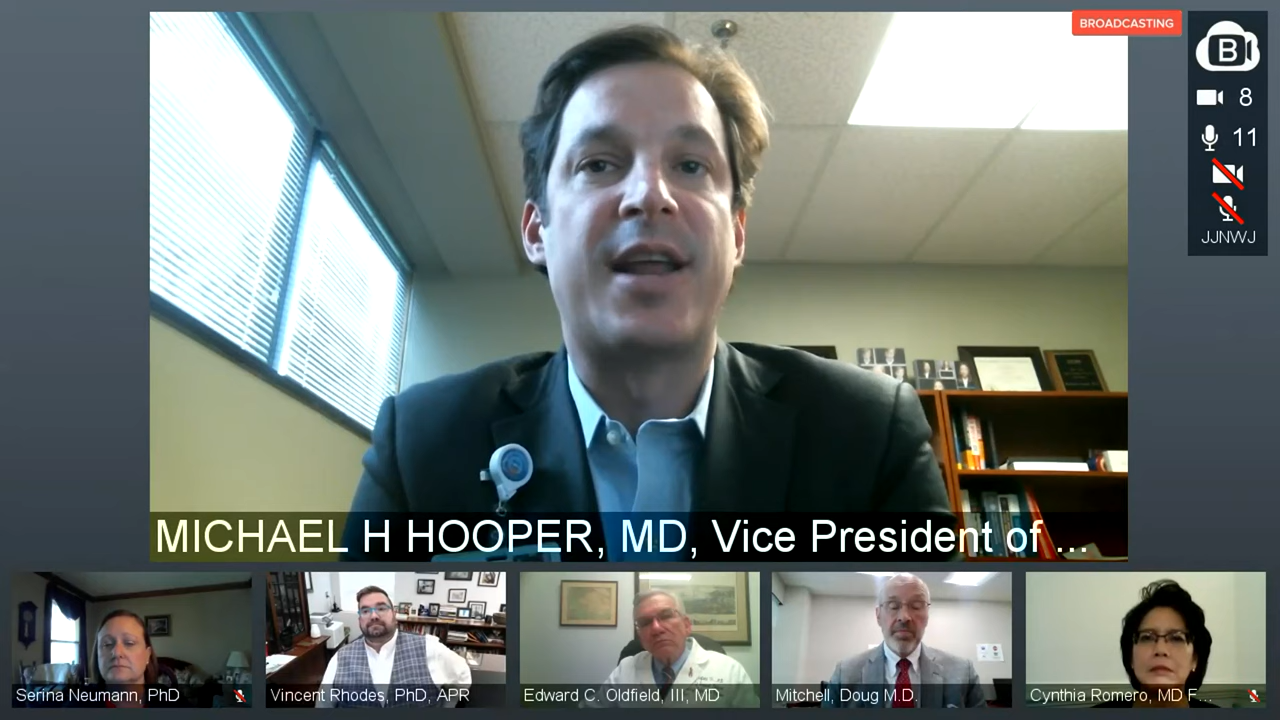 BROADCASTING
B
8
11
JJNWJ
MICHAEL H HOOPER, MD, Vice President of ...
Serina Neumann, PhD
Vincent Rhodes, PhD, APR
Edward C. Oldfield, III, MD
Mitchell, Doug M.D.
Cynthia Romero, MD F...